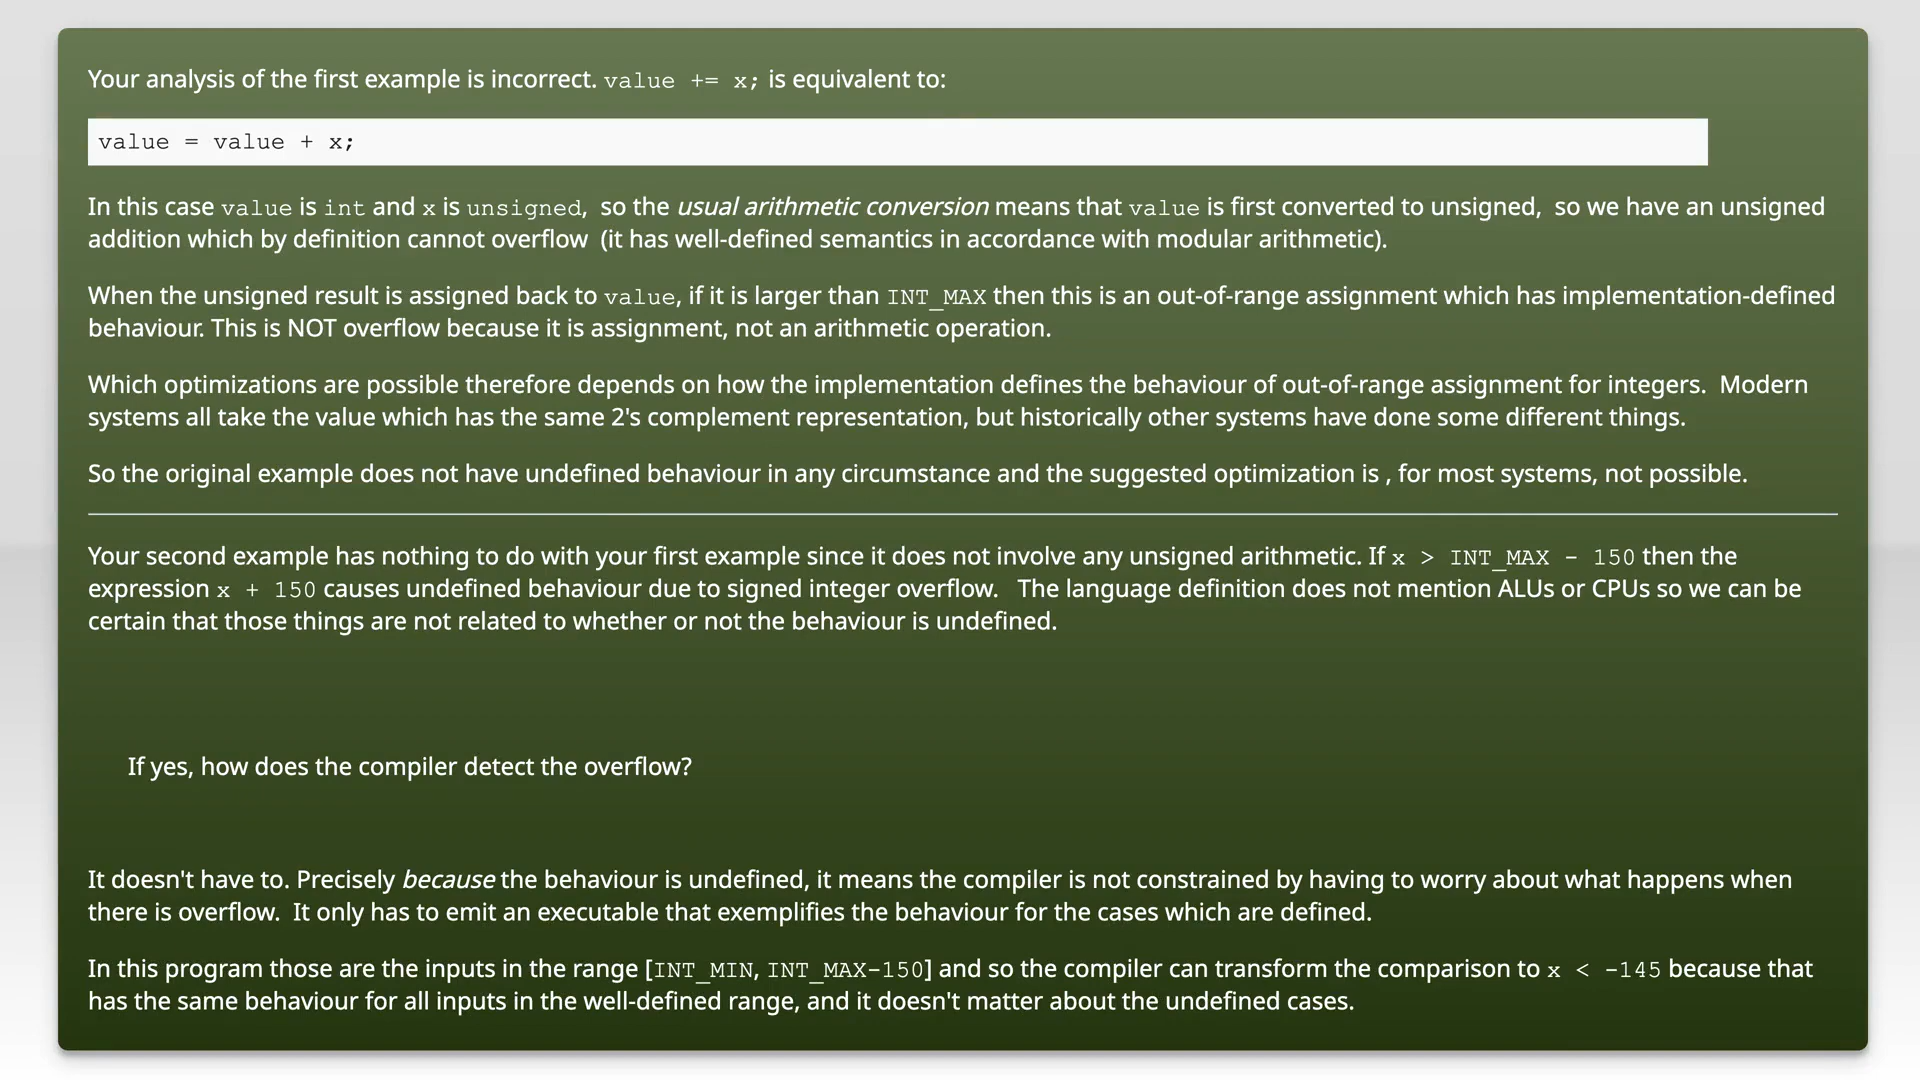 Your analysis of the first example is incorrect. value += x; is equivalent to:
value = value + x;
In this case value is int and x is unsigned, so the usual arithmetic conversion means that value is first converted to unsigned, so we have an unsigned
addition which by definition cannot overflow (it has well-defined semantics in accordance with modular arithmetic).
When the unsigned result is assigned back to value, if it is larger than INT_MAX then this is an out-of-range assignment which has implementation-defined
behaviour. This is NOT overflow because it is assignment, not an arithmetic operation.
Which optimizations are possible therefore depends on how the implementation defines the behaviour of out-of-range assignment for integers. Modern
systems all take the value which has the same 2's complement representation, but historically other systems have done some different things.
So the original example does not have undefined behaviour in any circumstance and the suggested optimization is , for most systems, not possible.
Your second example has nothing to do with your first example since it does not involve any unsigned arithmetic. If x > INT_MAX - 150 then the
expression x + 150 causes undefined behaviour due to signed integer overflow. The language definition does not mention ALUs or CPUs so we can be
certain that those things are not related to whether or not the behaviour is undefined.
If yes, how does the compiler detect the overflow?
It doesn't have to. Precisely because the behaviour is undefined, it means the compiler is not constrained by having to worry about what happens when
there is overflow. It only has to emit an executable that exemplifies the behaviour for the cases which are defined.
In this program those are the inputs in the range [INT_MIN, INT_MAX-150] and so the compiler can transform the comparison to x < -145 because that
has the same behaviour for all inputs in the well-defined range, and it doesn't matter about the undefined cases.